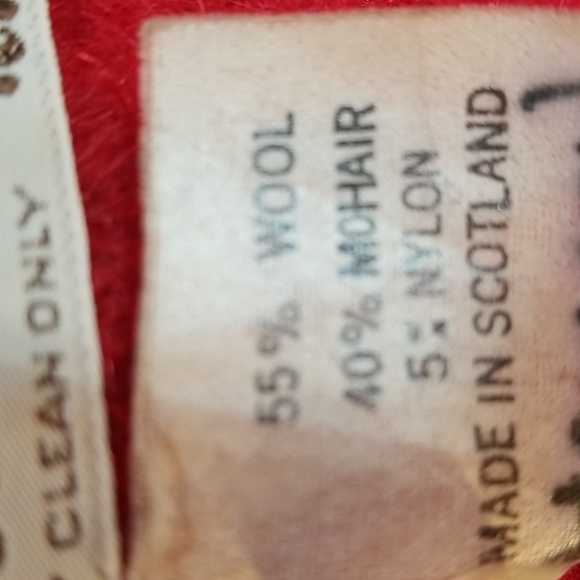 CLEAN ONLY
55% WOOL
40% MOHAIR
5% NYLON
MADE IN SCOTLAND